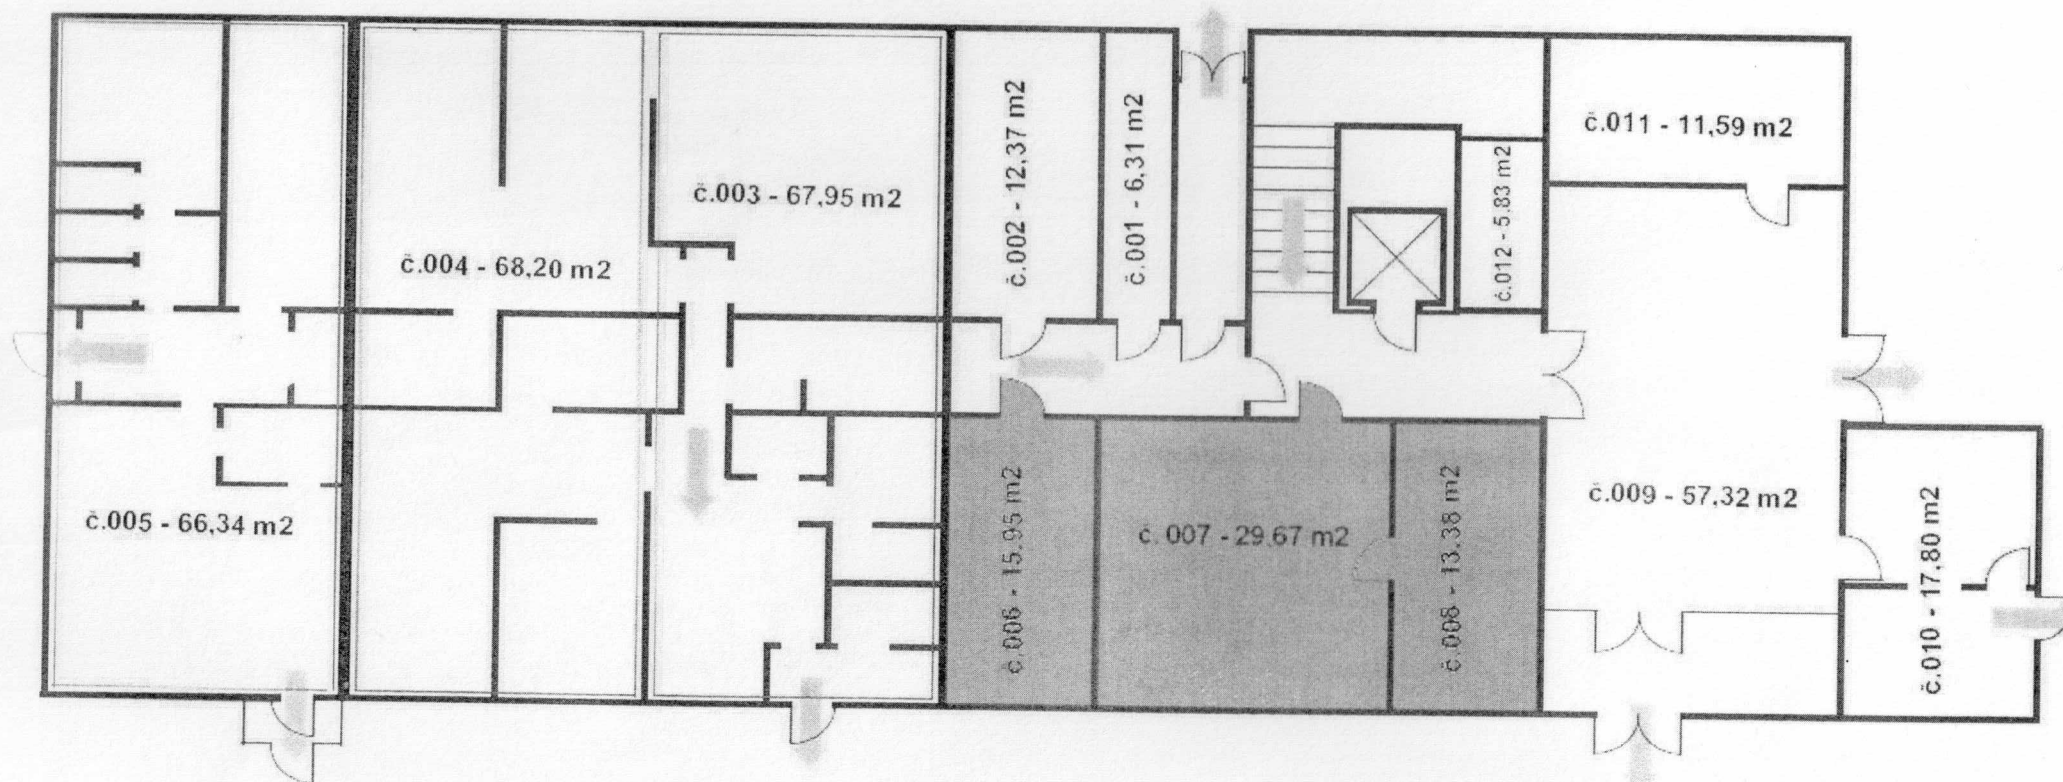 č.011 - 11,59 m2
č.002 - 12,37 m2
č.001 - 6,31 m2
č.003 - 67,95 m2
č.012 - 5,83 m2
č.004 - 68,20 m2
č.005 - 66,34 m2
č.006 - 15,95 m2
č. 007 - 29,67 m2
č.008 - 13,38 m2
č.009 - 57,32 m2
č.010 - 17,80 m2